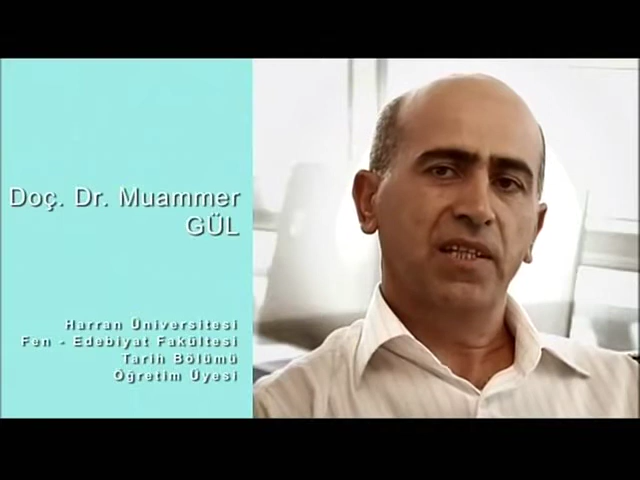 Doç. Dr. Muammer
GÜL
Harran Üniversitesi
Fen - Edebiyat Fakültesi
Tarih Bölümü
Öğretim Üyesi